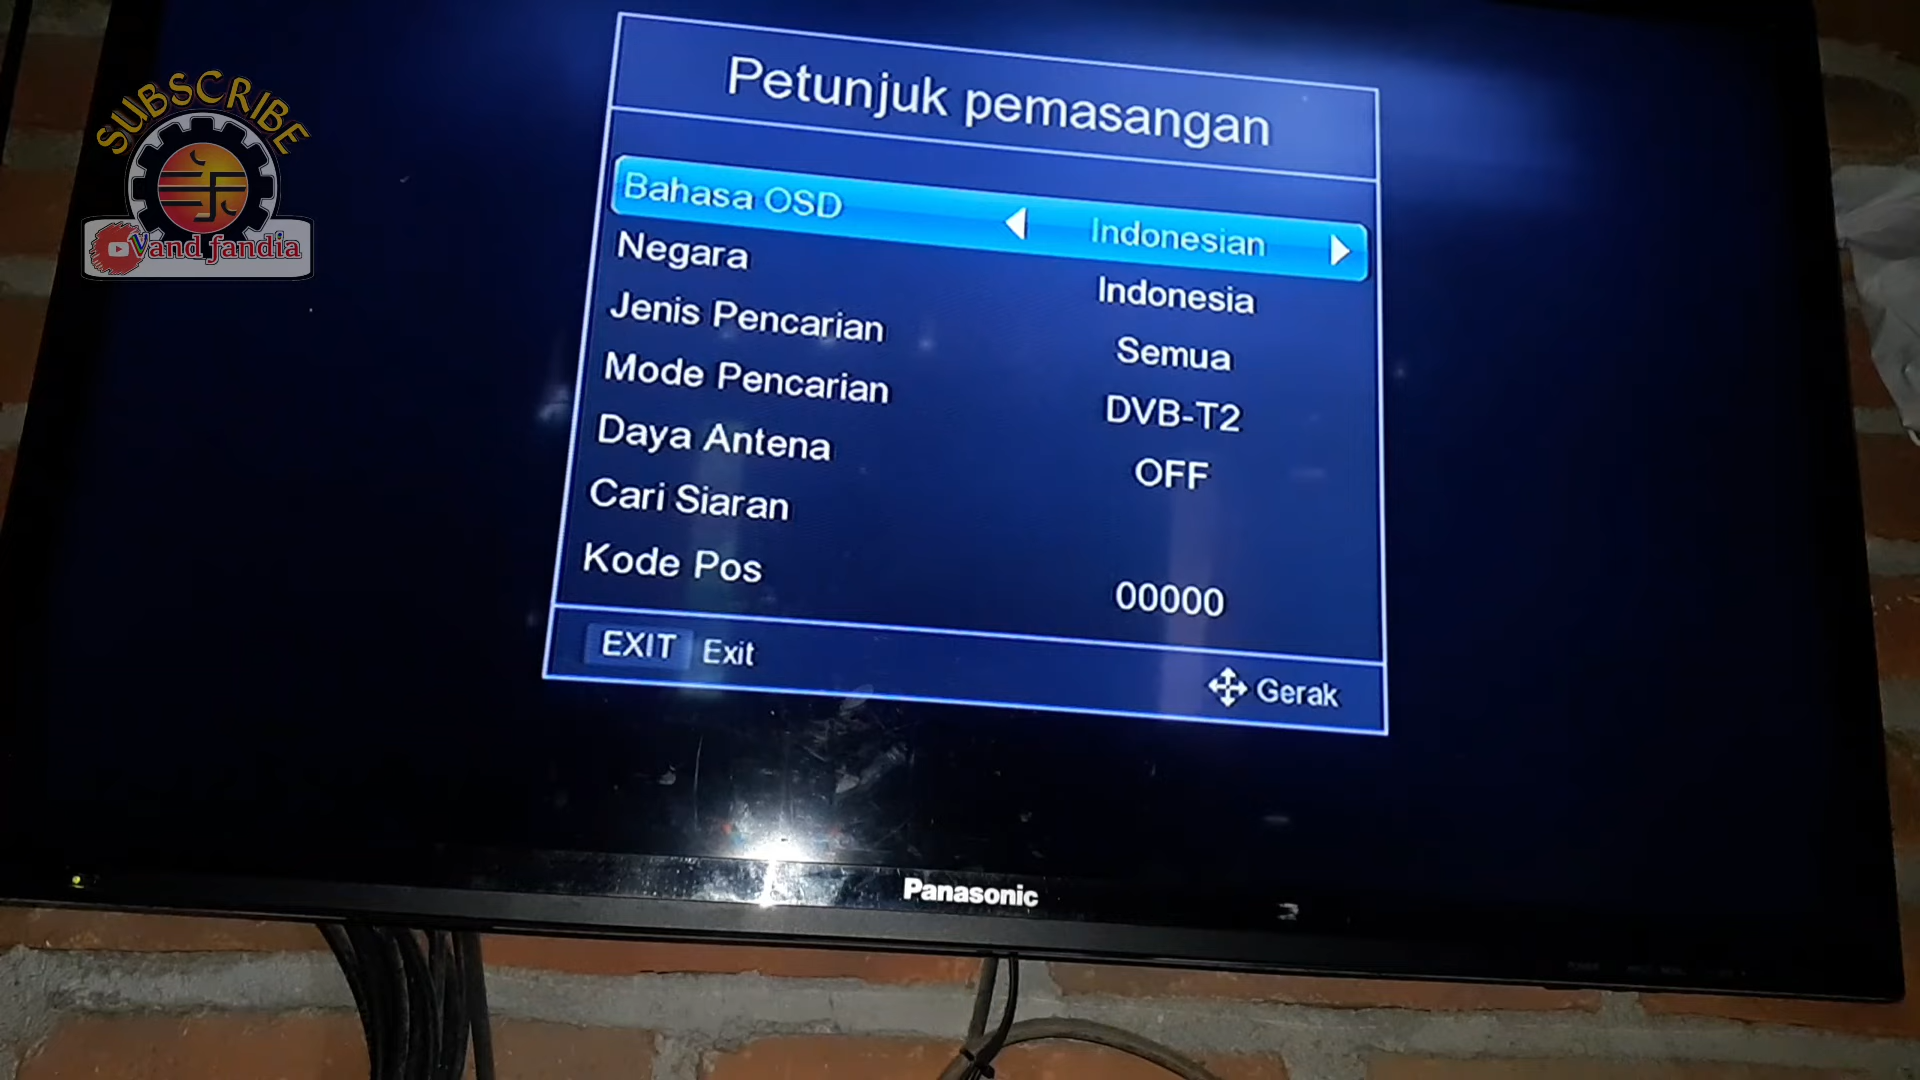 SUBSCRIBE
Vand fandia
Petunjuk pemasangan
Bahasa OSD Indonesian
Negara Indonesia
Jenis Pencarian Semua
Mode Pencarian DVB-T2
Daya Antena OFF
Cari Siaran
Kode Pos 00000
EXIT Exit
Gerak
Panasonic